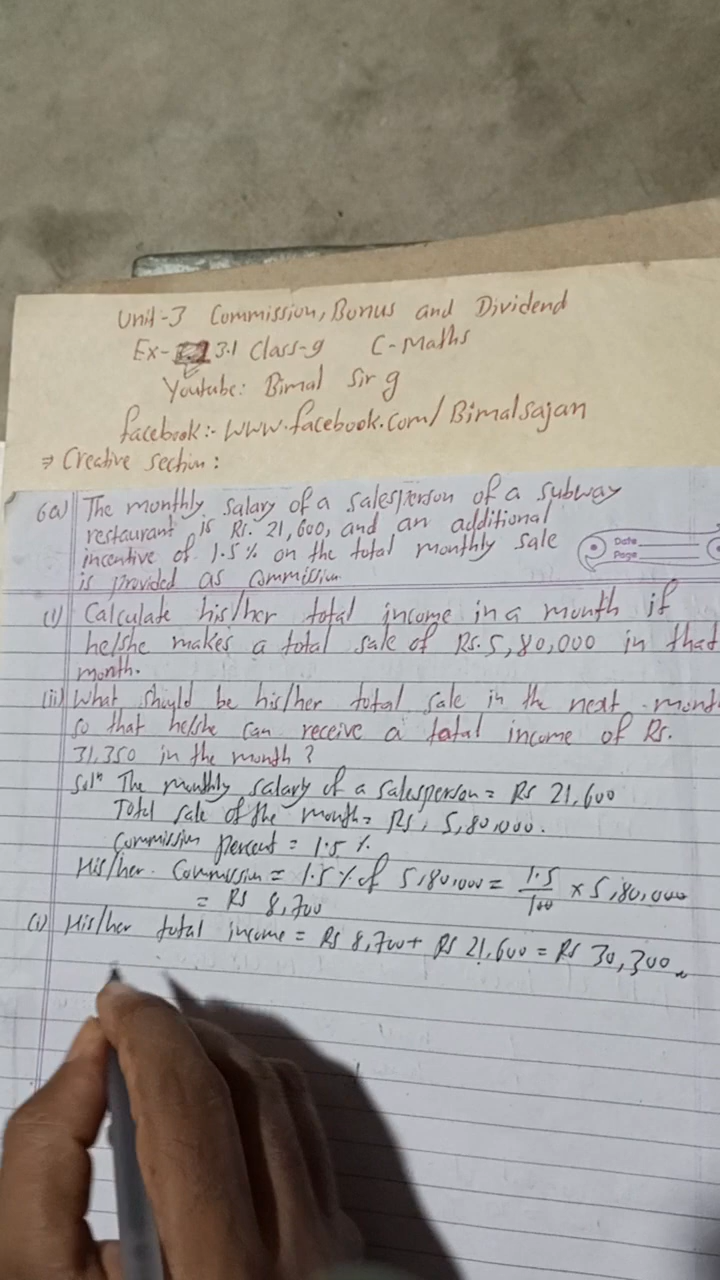 Unit-3 Commission, Bonus and Dividend
Ex- 3.1 Class-9 C-Maths
Youtube: Bimal Sir g
facebook:- www.facebook.com/Bimalsajan
⇒ Creative section:
6a) The monthly salary of a salesperson of a subway
restaurant is Rs. 21,600, and an additional
incentive of 1.5% on the total monthly sale
is provided as commission
Date
Page
(i) Calculate his/her total income in a month if
he/she makes a total sale of Rs. 5,80,000 in that
month.
(ii) What should be his/her total sale in the next month
so that he/she can receive a total income of Rs.
31,350 in the month?
Solⁿ The monthly salary of a salesperson = Rs 21,600
Total sale of the month = Rs, 5,80,000.
Commission percent = 1.5 %.
His/her Commission = 1.5% of 5,80,000 = 1.5/100 × 5,80,000
= Rs 8,700
(i) His/her total income = Rs 8,700 + Rs 21,600 = Rs 30,300